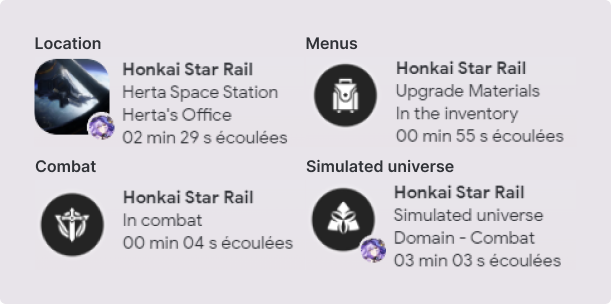 Location
Honkai Star Rail
Herta Space Station
Herta's Office
02 min 29 s écoulées
Menus
Honkai Star Rail
Upgrade Materials
In the inventory
00 min 55 s écoulées
Combat
Honkai Star Rail
In combat
00 min 04 s écoulées
Simulated universe
Honkai Star Rail
Simulated universe
Domain - Combat
03 min 03 s écoulées